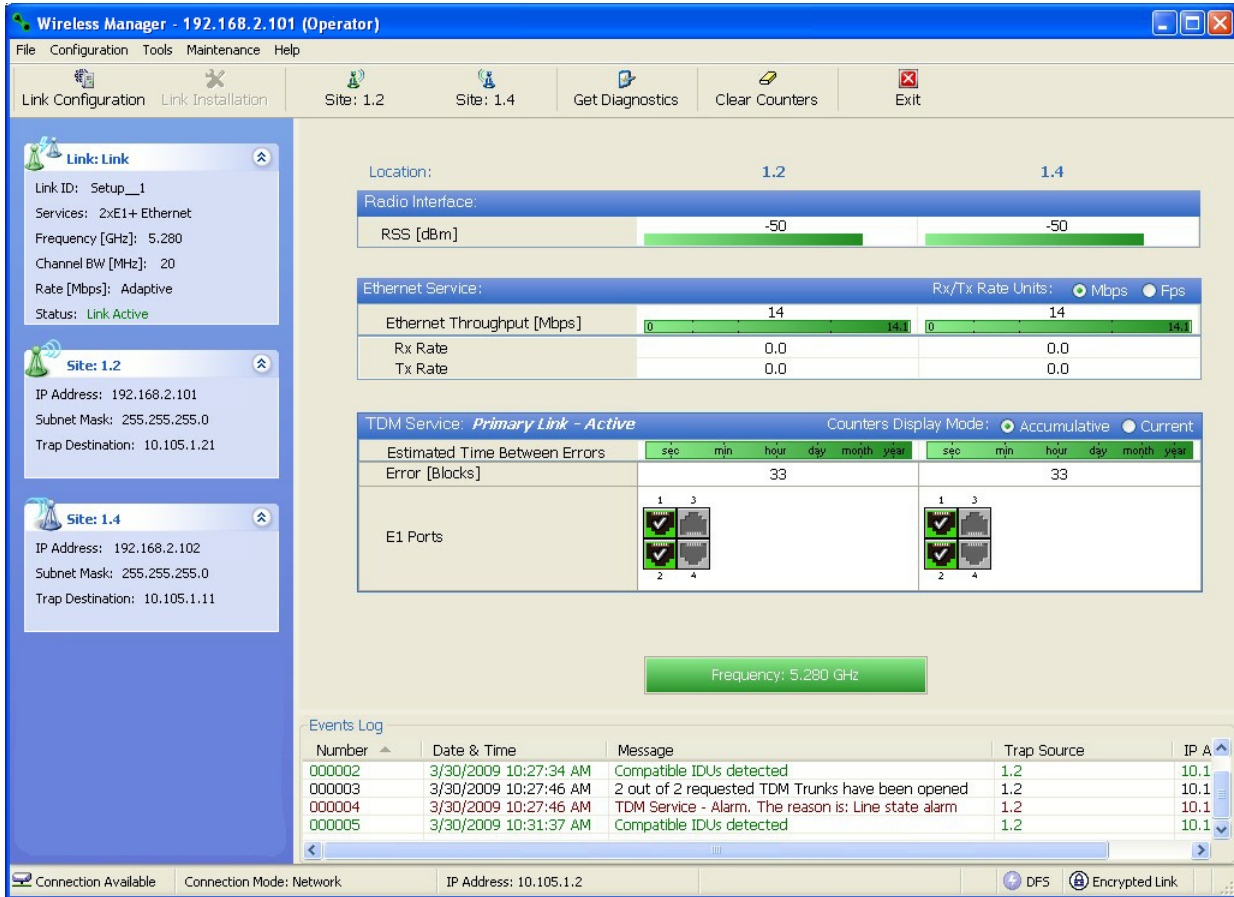 Wireless Manager - 192.168.2.101 (Operator)
File Configuration Tools Maintenance Help
Link Configuration Link Installation Site: 1.2 Site: 1.4 Get Diagnostics Clear Counters Exit
Link: Link
Link ID: Setup__1
Services: 2xE1+ Ethernet
Frequency [GHz]: 5.280
Channel BW [MHz]: 20
Rate [Mbps]: Adaptive
Status: Link Active
Site: 1.2
IP Address: 192.168.2.101
Subnet Mask: 255.255.255.0
Trap Destination: 10.105.1.21
Site: 1.4
IP Address: 192.168.2.102
Subnet Mask: 255.255.255.0
Trap Destination: 10.105.1.11
Location: 1.2 1.4
Radio Interface:
RSS [dBm] -50 -50
Ethernet Service: Rx/Tx Rate Units: Mbps Fps
Ethernet Throughput [Mbps] 14 14
0 14.1 0 14.1
Rx Rate 0.0 0.0
Tx Rate 0.0 0.0
TDM Service: Primary Link - Active Counters Display Mode: Accumulative Current
Estimated Time Between Errors sec min hour day month year sec min hour day month year
Error [Blocks] 33 33
1 3 1 3
E1 Ports
2 4 2 4
Frequency: 5.280 GHz
Events Log
Number Date & Time Message Trap Source IP A
000002 3/30/2009 10:27:34 AM Compatible IDUs detected 1.2 10.1
000003 3/30/2009 10:27:46 AM 2 out of 2 requested TDM Trunks have been opened 1.2 10.1
000004 3/30/2009 10:27:46 AM TDM Service - Alarm. The reason is: Line state alarm 1.2 10.1
000005 3/30/2009 10:31:37 AM Compatible IDUs detected 1.2 10.1
Connection Available Connection Mode: Network IP Address: 10.105.1.2 DFS Encrypted Link